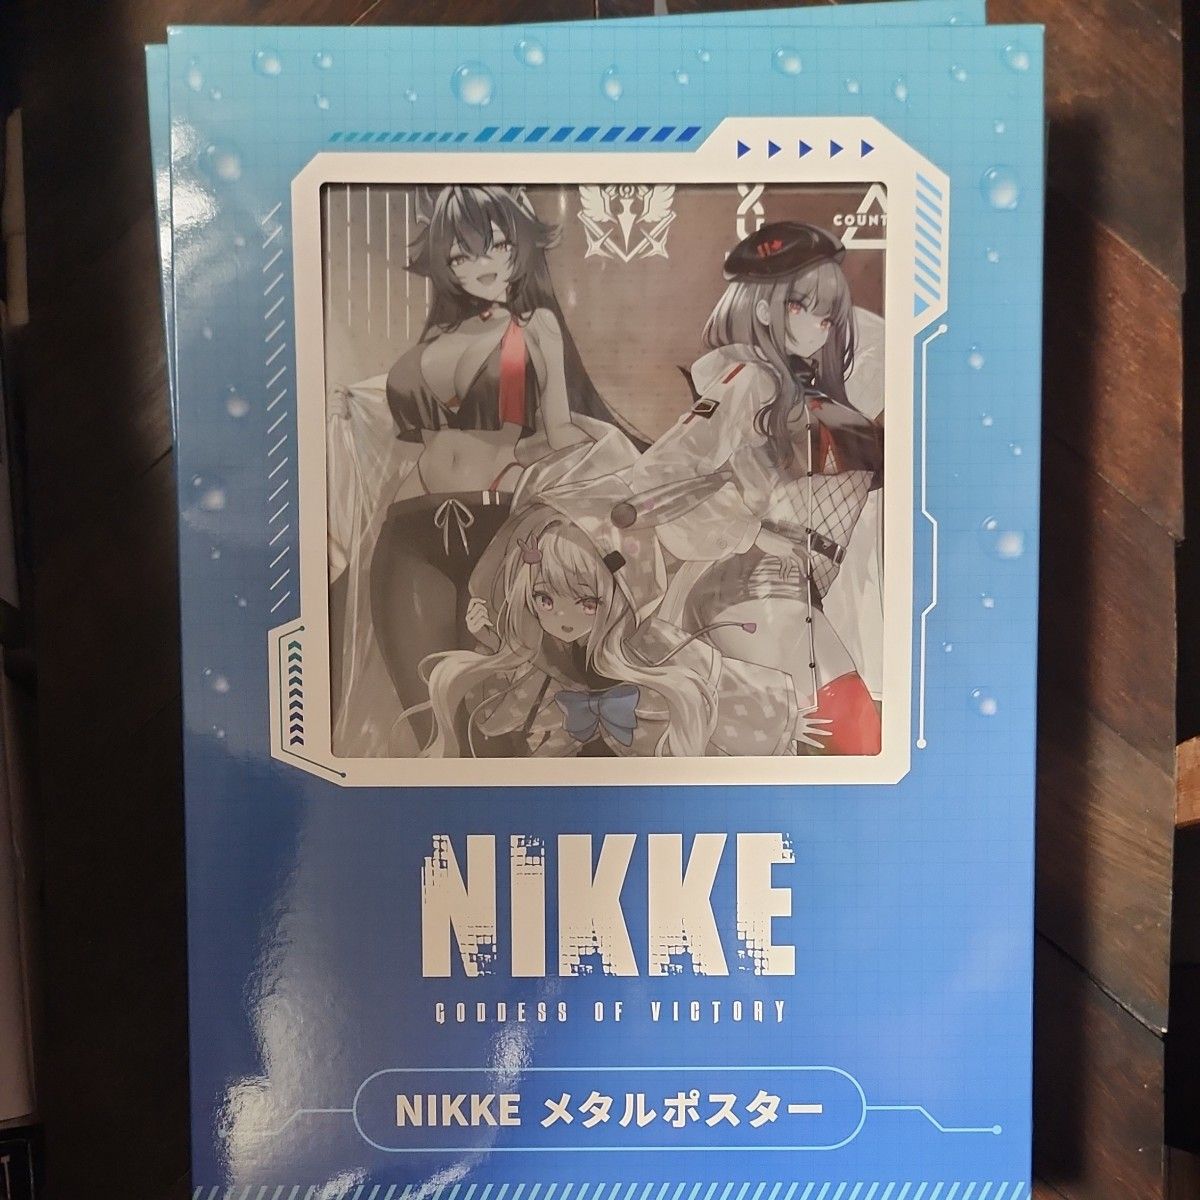 COUNT
NIKKE
GODDESS OF VICTORY
NIKKE メタルポスター